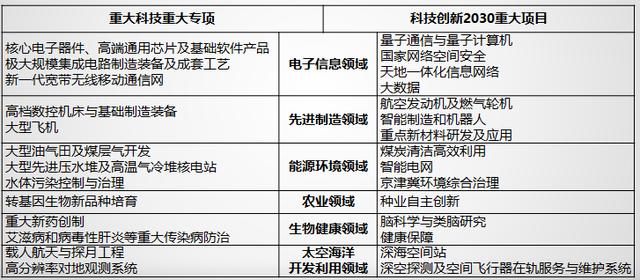 重大科技重大专项
科技创新2030重大项目
核心电子器件、高端通用芯片及基础软件产品
极大规模集成电路制造装备及成套工艺
新一代宽带无线移动通信网
电子信息领域
量子通信与量子计算机
国家网络空间安全
天地一体化信息网络
大数据
高档数控机床与基础制造装备
大型飞机
先进制造领域
航空发动机及燃气轮机
智能制造和机器人
重点新材料研发及应用
大型油气田及煤层气开发
大型先进压水堆及高温气冷堆核电站
水体污染控制与治理
能源环境领域
煤炭清洁高效利用
智能电网
京津冀环境综合治理
转基因生物新品种培育
农业领域
种业自主创新
重大新药创制
艾滋病和病毒性肝炎等重大传染病防治
生物健康领域
脑科学与类脑研究
健康保障
载人航天与探月工程
高分辨率对地观测系统
太空海洋
开发利用领域
深海空间站
深空探测及空间飞行器在轨服务与维护系统